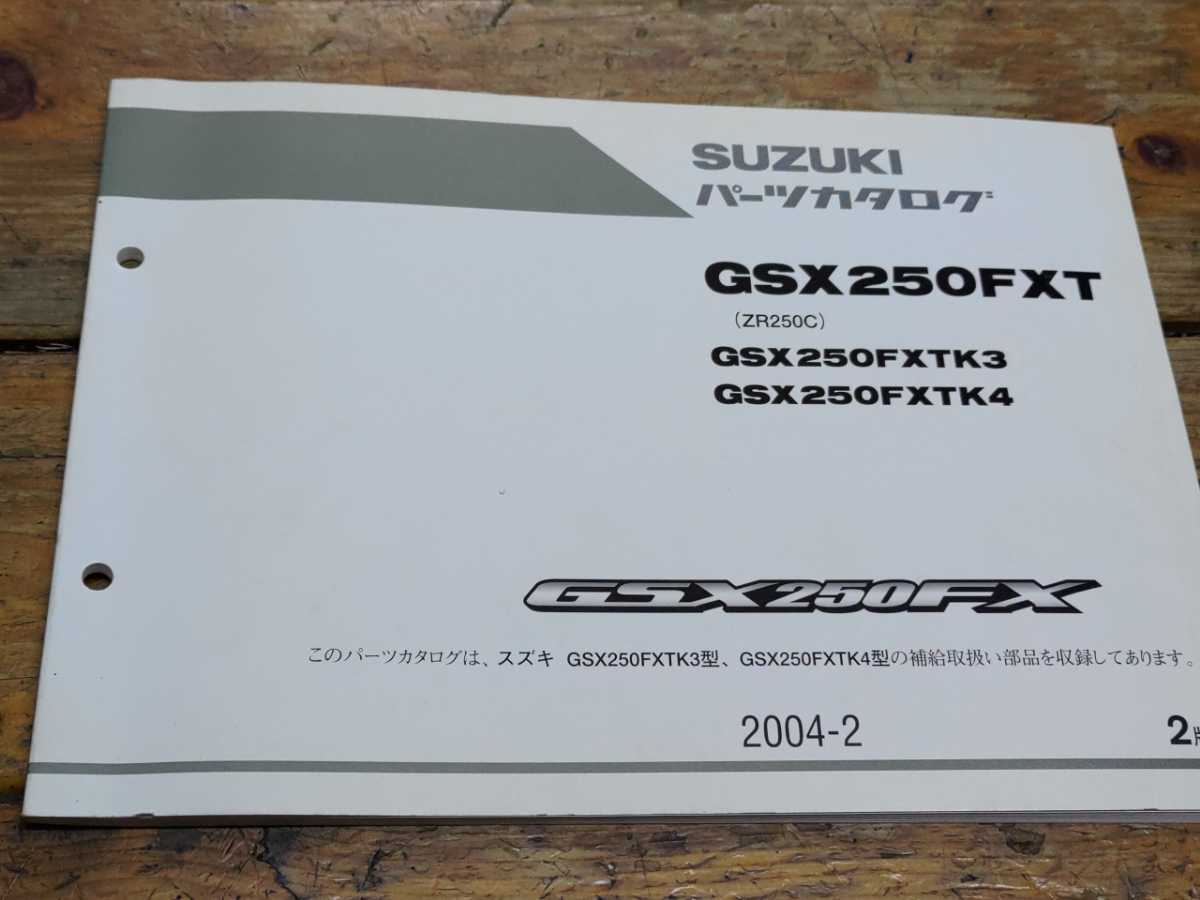 SUZUKI
パーツカタログ
GSX250FXT
(ZR250C)
GSX250FXTK3
GSX250FXTK4
GSX250FX
このパーツカタログは、スズキ GSX250FXTK3型、GSX250FXTK4型の補給取扱い部品を収録してあります。
2004-2 2版